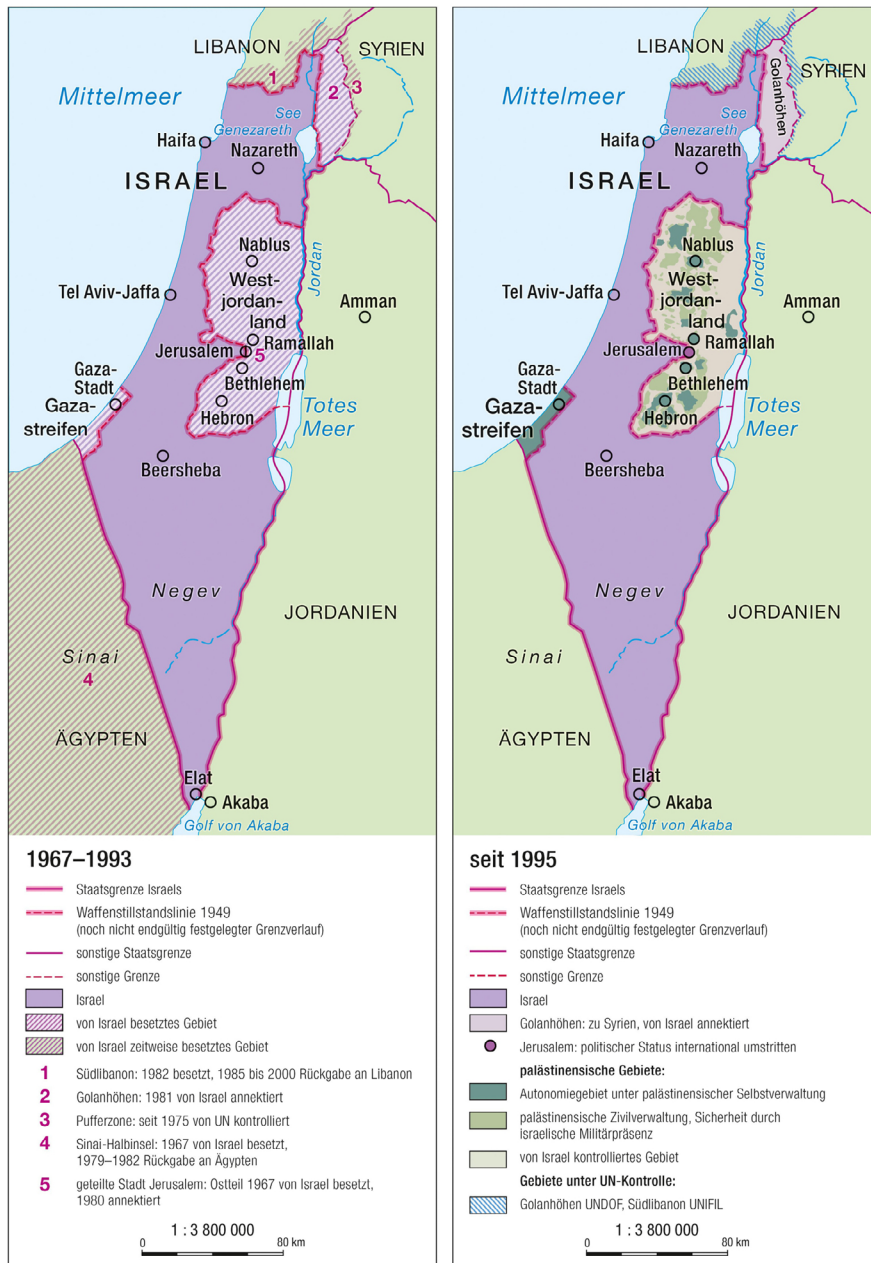 LIBANON
SYRIEN
1
2
3
Mittelmeer
See
Genezareth
Haifa
Nazareth
ISRAEL
Nablus
West-
jordan-
land
Jordan
Tel Aviv-Jaffa
Amman
Ramallah
Jerusalem
5
Gaza-
Stadt
Bethlehem
Gaza-
streifen
Hebron
Totes
Meer
Beersheba
Negev
JORDANIEN
Sinai
4
ÄGYPTEN
Elat
Akaba
Golf von Akaba
1967–1993
Staatsgrenze Israels
Waffenstillstandslinie 1949
(noch nicht endgültig festgelegter Grenzverlauf)
sonstige Staatsgrenze
sonstige Grenze
Israel
von Israel besetztes Gebiet
von Israel zeitweise besetztes Gebiet
1 Südlibanon: 1982 besetzt, 1985 bis 2000 Rückgabe an Libanon
2 Golanhöhen: 1981 von Israel annektiert
3 Pufferzone: seit 1975 von UN kontrolliert
4 Sinai-Halbinsel: 1967 von Israel besetzt,
1979–1982 Rückgabe an Ägypten
5 geteilte Stadt Jerusalem: Ostteil 1967 von Israel besetzt,
1980 annektiert
1 : 3 800 000
0 80 km
LIBANON
SYRIEN
Golanhöhen
Mittelmeer
See
Genezareth
Haifa
Nazareth
ISRAEL
Nablus
West-
jordan-
land
Jordan
Tel Aviv-Jaffa
Amman
Ramallah
Jerusalem
Gaza-
Stadt
Bethlehem
Gaza-
streifen
Hebron
Totes
Meer
Beersheba
Negev
JORDANIEN
Sinai
ÄGYPTEN
Elat
Akaba
Golf von Akaba
seit 1995
Staatsgrenze Israels
Waffenstillstandslinie 1949
(noch nicht endgültig festgelegter Grenzverlauf)
sonstige Staatsgrenze
sonstige Grenze
Israel
Golanhöhen: zu Syrien, von Israel annektiert
Jerusalem: politischer Status international umstritten
palästinensische Gebiete:
Autonomiegebiet unter palästinensischer Selbstverwaltung
palästinensische Zivilverwaltung, Sicherheit durch
israelische Militärpräsenz
von Israel kontrolliertes Gebiet
Gebiete unter UN-Kontrolle:
Golanhöhen UNDOF, Südlibanon UNIFIL
1 : 3 800 000
0 80 km